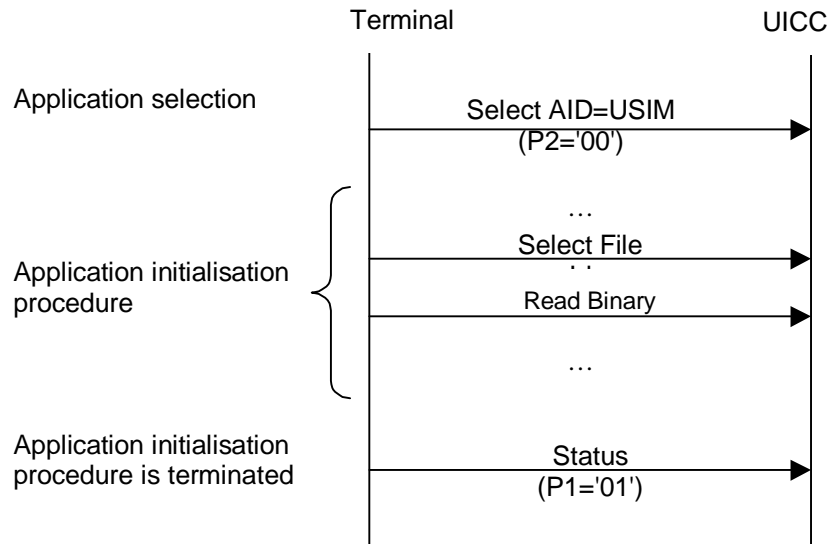 Terminal
UICC
Application selection
Select AID=USIM
(P2='00')
...
Select File
. .
Application initialisation
procedure
Read Binary
...
Application initialisation
procedure is terminated
Status
(P1='01')